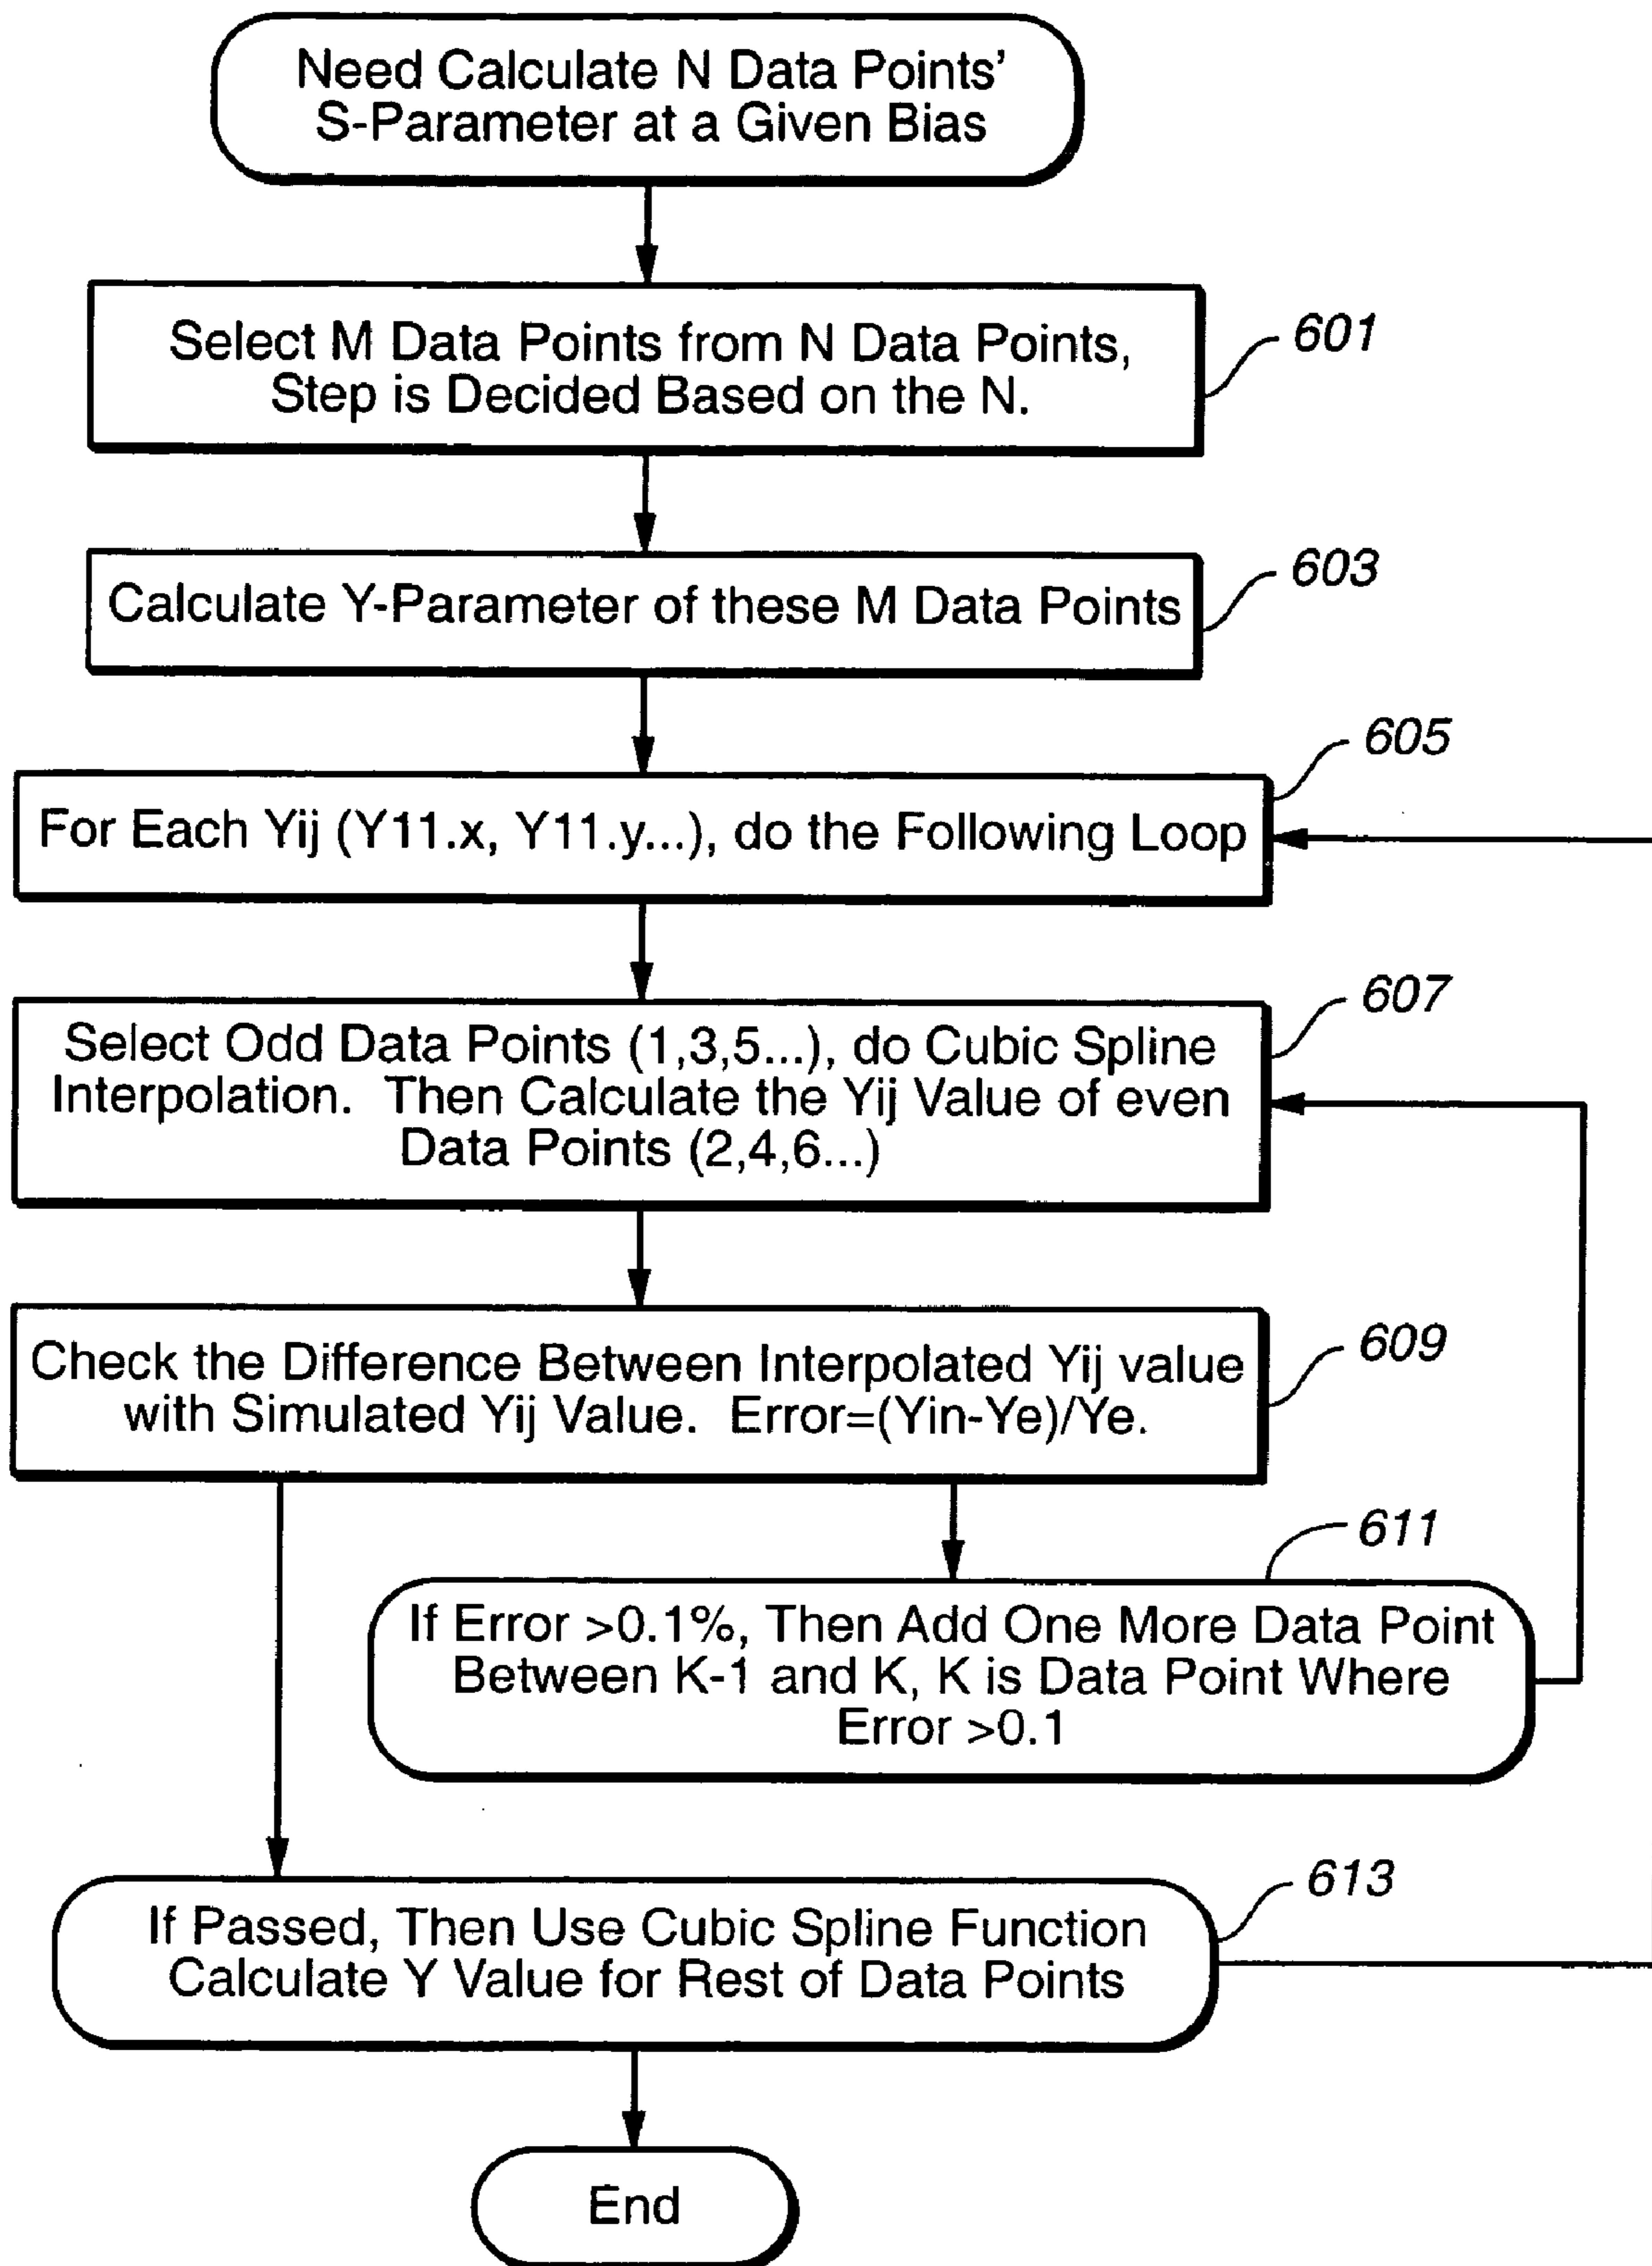 Need Calculate N Data Points'
S-Parameter at a Given Bias
Select M Data Points from N Data Points,
Step is Decided Based on the N.
601
Calculate Y-Parameter of these M Data Points
603
For Each Yij (Y11.x, Y11.y...), do the Following Loop
605
Select Odd Data Points (1,3,5...), do Cubic Spline
Interpolation. Then Calculate the Yij Value of even
Data Points (2,4,6...)
607
Check the Difference Between Interpolated Yij value
with Simulated Yij Value. Error=(Yin-Ye)/Ye.
609
If Error >0.1%, Then Add One More Data Point
Between K-1 and K, K is Data Point Where
Error >0.1
611
If Passed, Then Use Cubic Spline Function
Calculate Y Value for Rest of Data Points
613
End